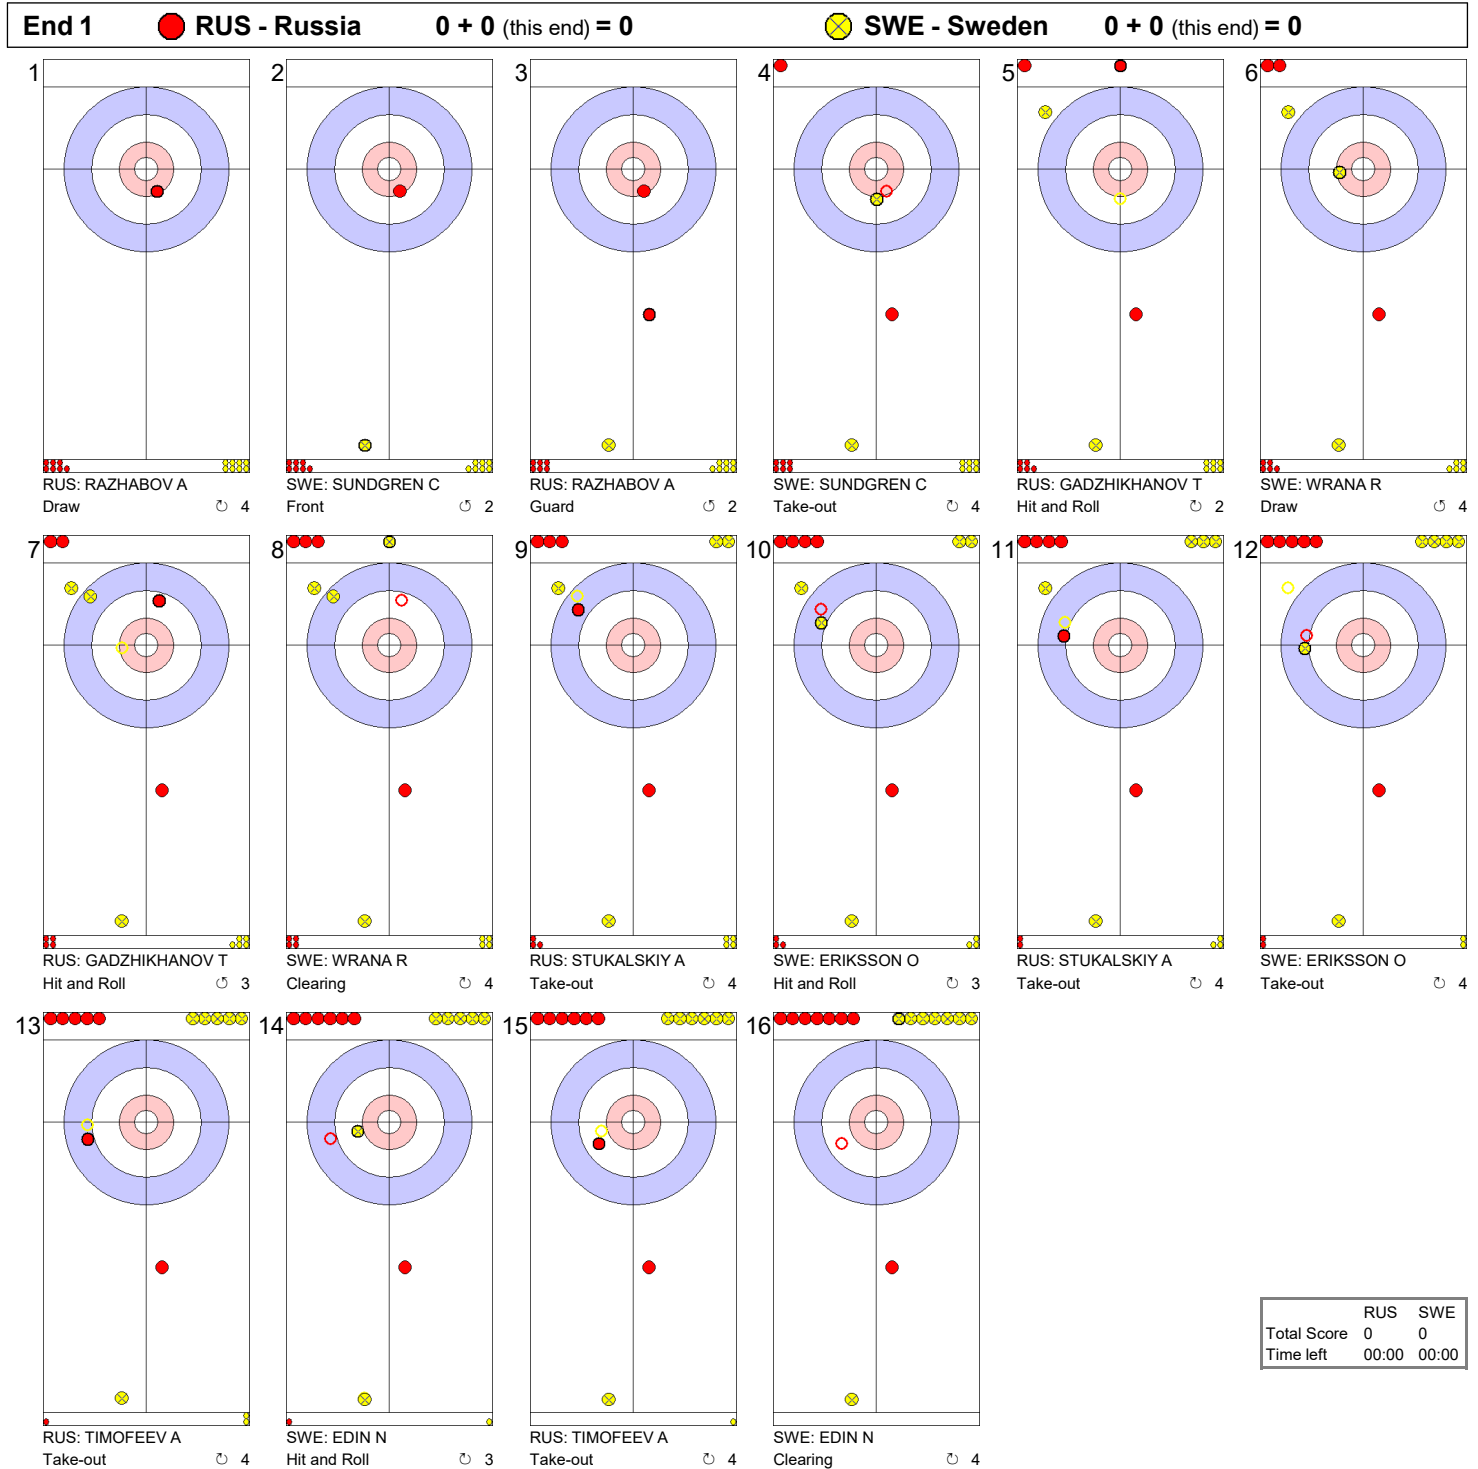 End 1 RUS - Russia 0 + 0 (this end) = 0 SWE - Sweden 0 + 0 (this end) = 0
1 2 3 4 5 6
RUS: RAZHABOV A SWE: SUNDGREN C RUS: RAZHABOV A SWE: SUNDGREN C RUS: GADZHIKHANOV T SWE: WRANA R
Draw ↻ 4 Front ↺ 2 Guard ↻ 2 Take-out ↻ 4 Hit and Roll ↺ 2 Draw ↻ 4
7 8 9 10 11 12
RUS: GADZHIKHANOV T SWE: WRANA R RUS: STUKALSKIY A SWE: ERIKSSON O RUS: STUKALSKIY A SWE: ERIKSSON O
Hit and Roll ↺ 3 Clearing ↺ 4 Take-out ↻ 4 Hit and Roll ↻ 3 Take-out ↻ 4 Take-out ↻ 4
13 14 15 16
RUS SWE
Total Score 0 0
Time left 00:00 00:00
RUS: TIMOFEEV A SWE: EDIN N RUS: TIMOFEEV A SWE: EDIN N
Take-out ↻ 4 Hit and Roll ↻ 3 Take-out ↻ 4 Clearing ↻ 4